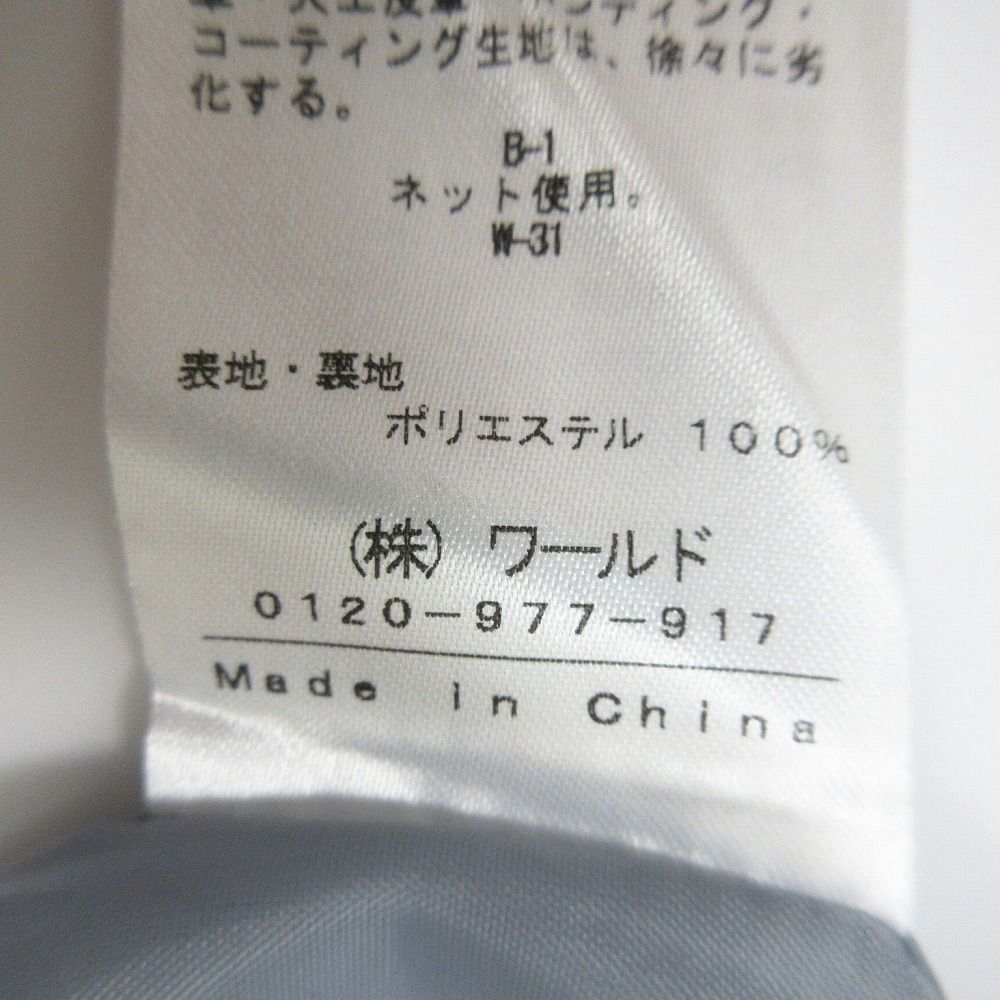 コーティング生地は、徐々に劣
化する。
B-1
ネット使用。
W-31
表地・裏地
ポリエステル 100%
(株) ワールド
0120-977-917
Made in China